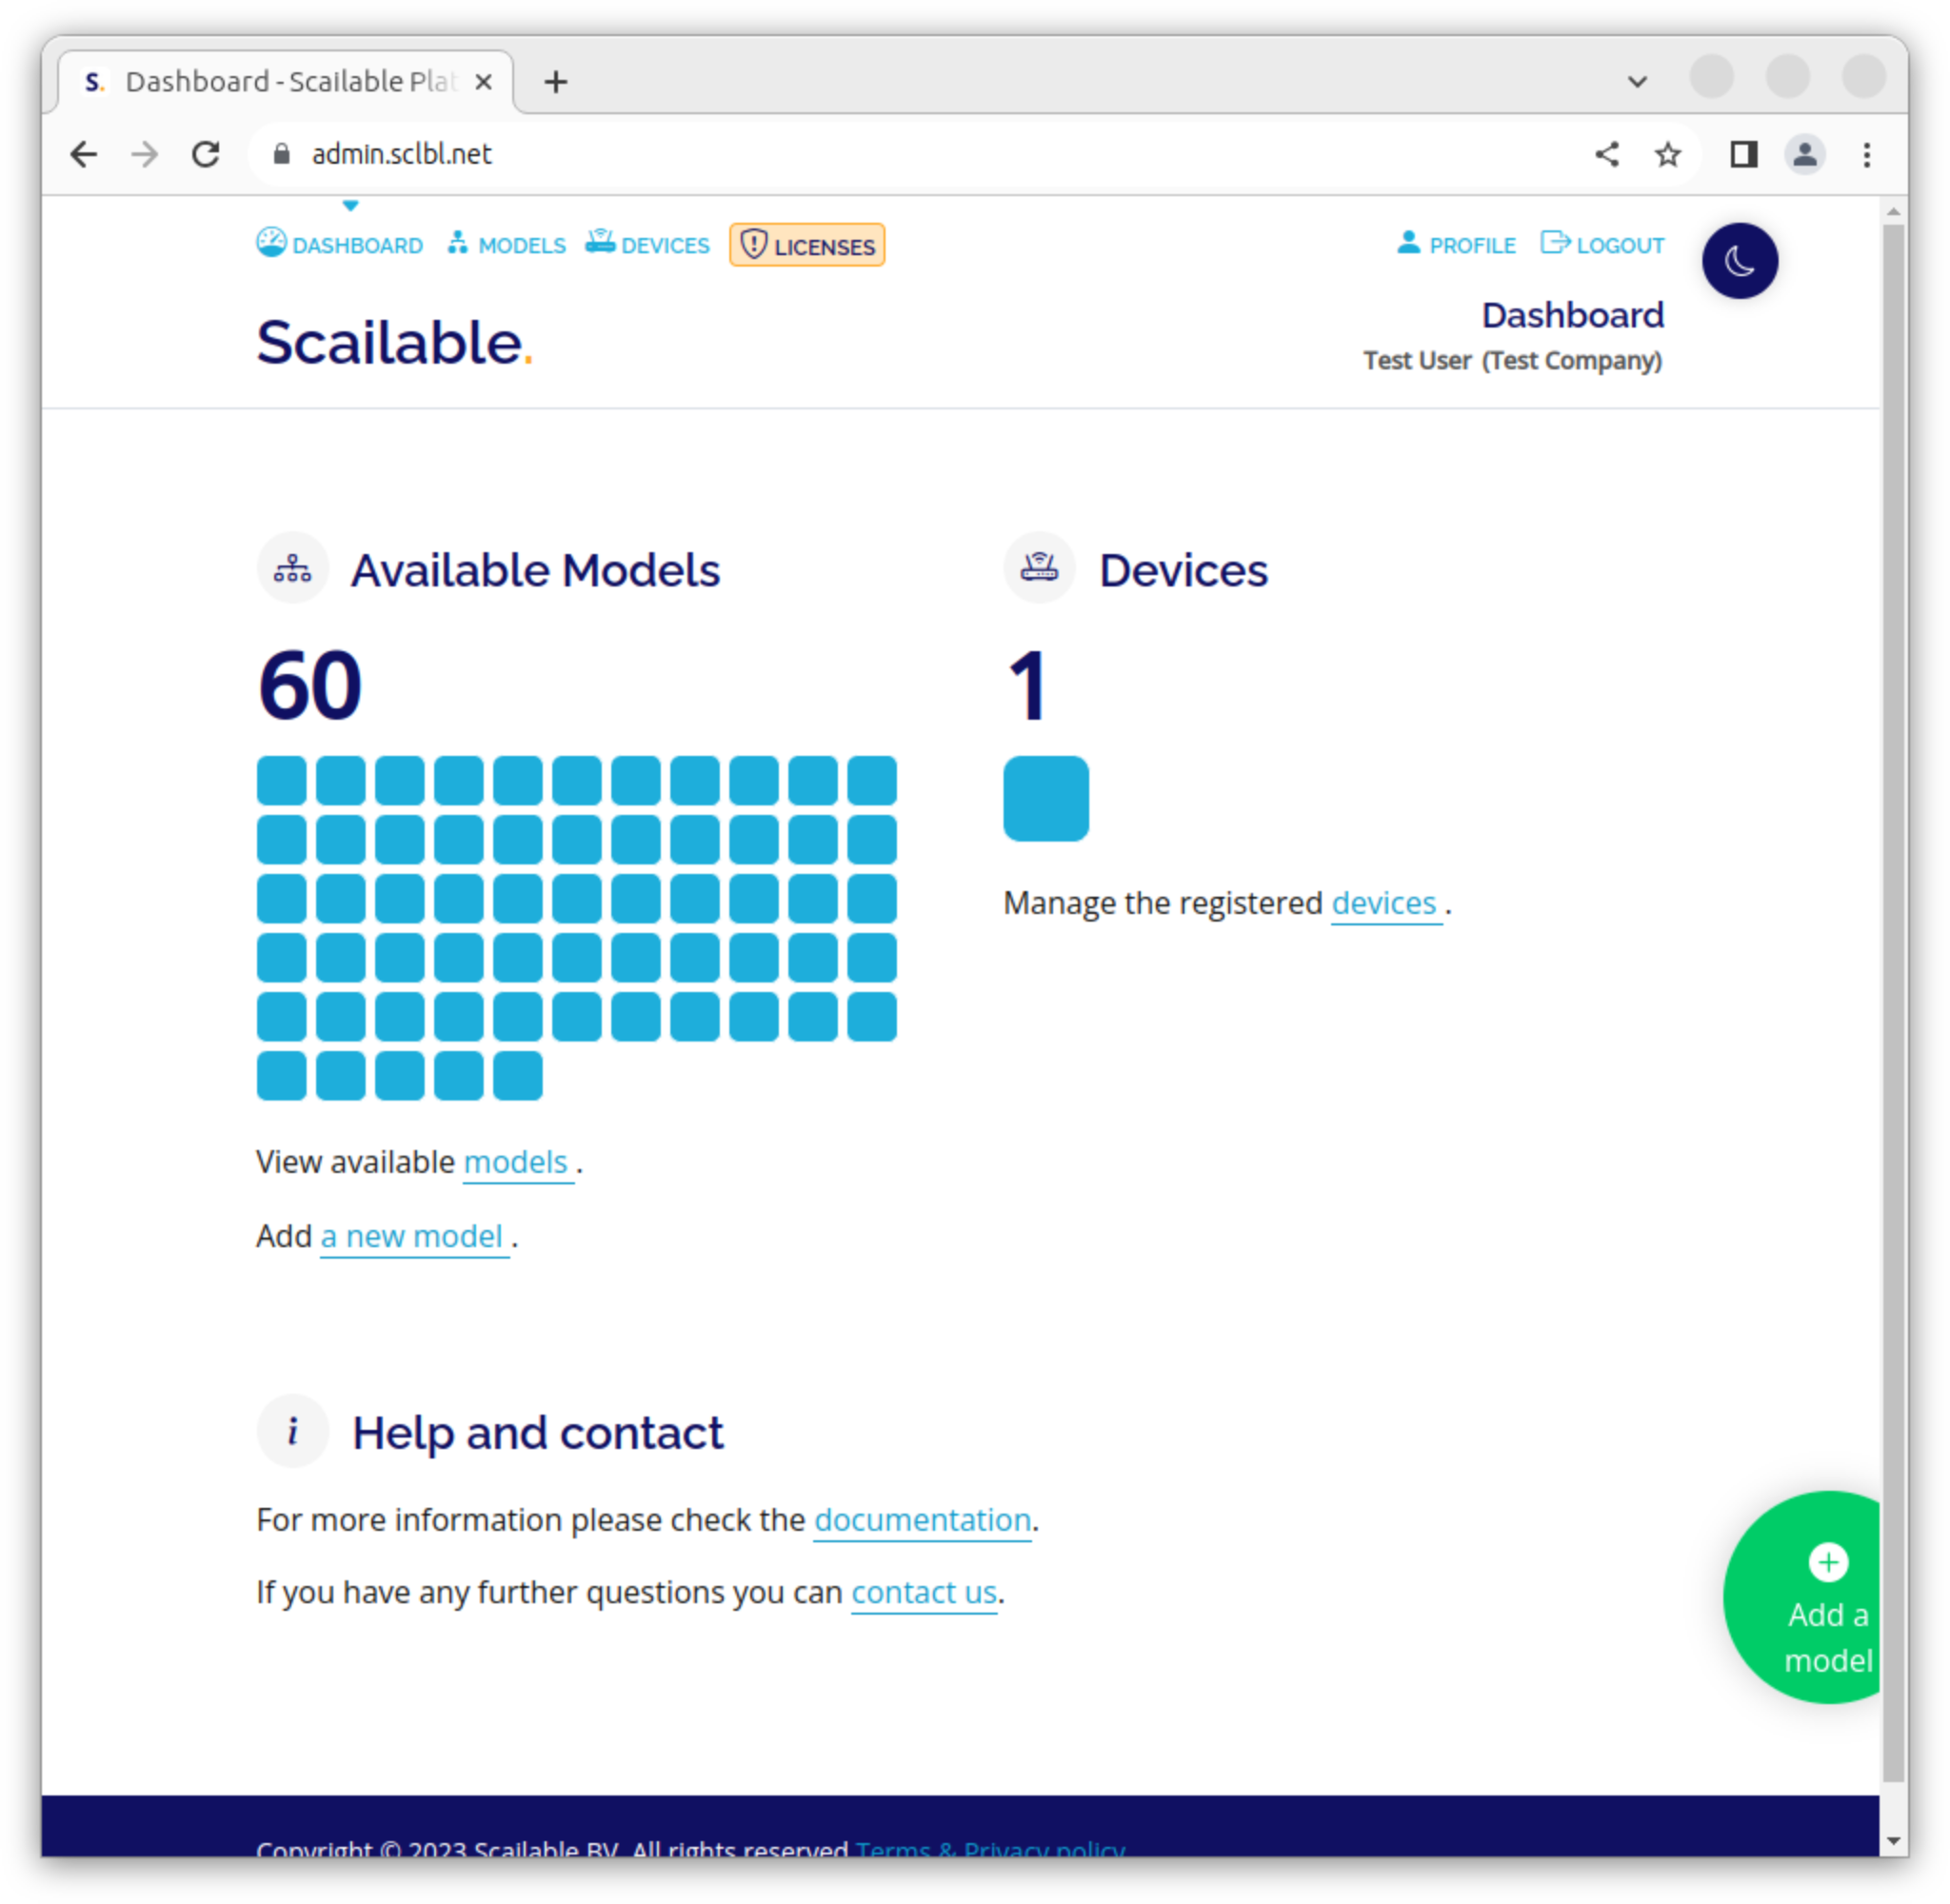 S. Dashboard - Scailable Plat
admin.sclbl.net
DASHBOARD MODELS DEVICES LICENSES PROFILE LOGOUT
Scailable.
Dashboard
Test User (Test Company)
Available Models
60
View available models .
Add a new model .
Devices
1
Manage the registered devices .
i Help and contact
For more information please check the documentation.
If you have any further questions you can contact us.
Add a
model
Copyright © 2023 Scailable BV. All rights reserved Terms & Privacy policy